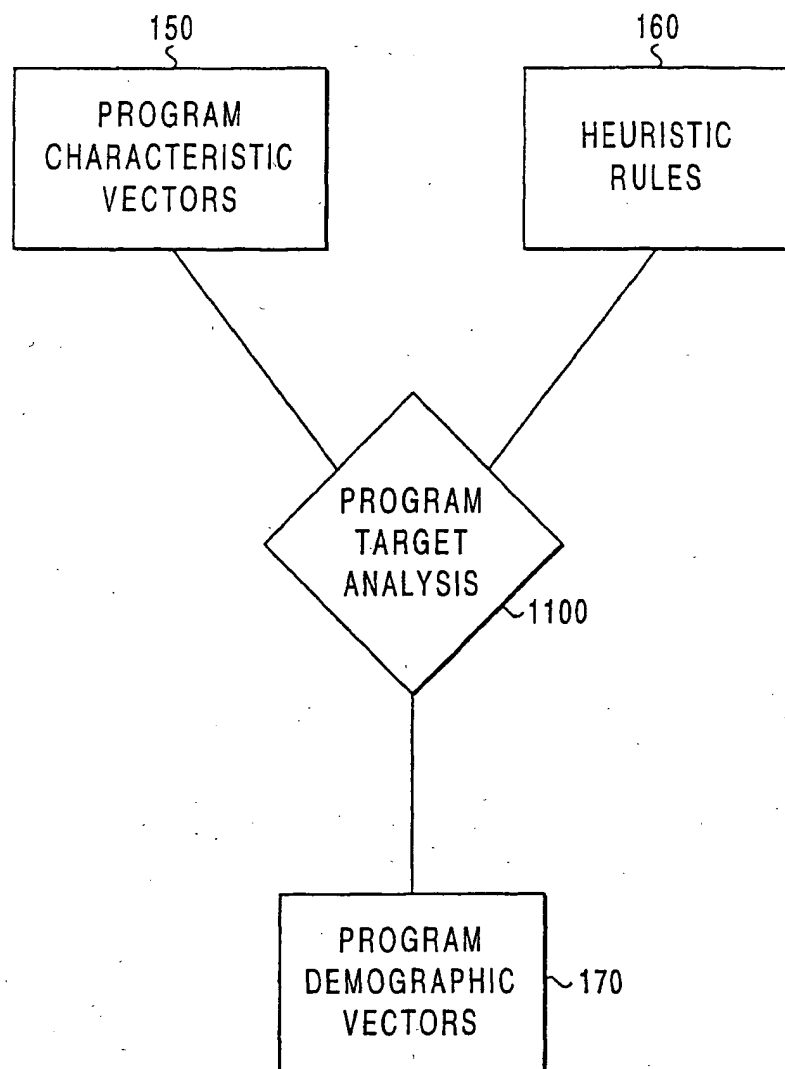 150
PROGRAM
CHARACTERISTIC
VECTORS
160
HEURISTIC
RULES
PROGRAM
TARGET
ANALYSIS
1100
PROGRAM
DEMOGRAPHIC
VECTORS
170